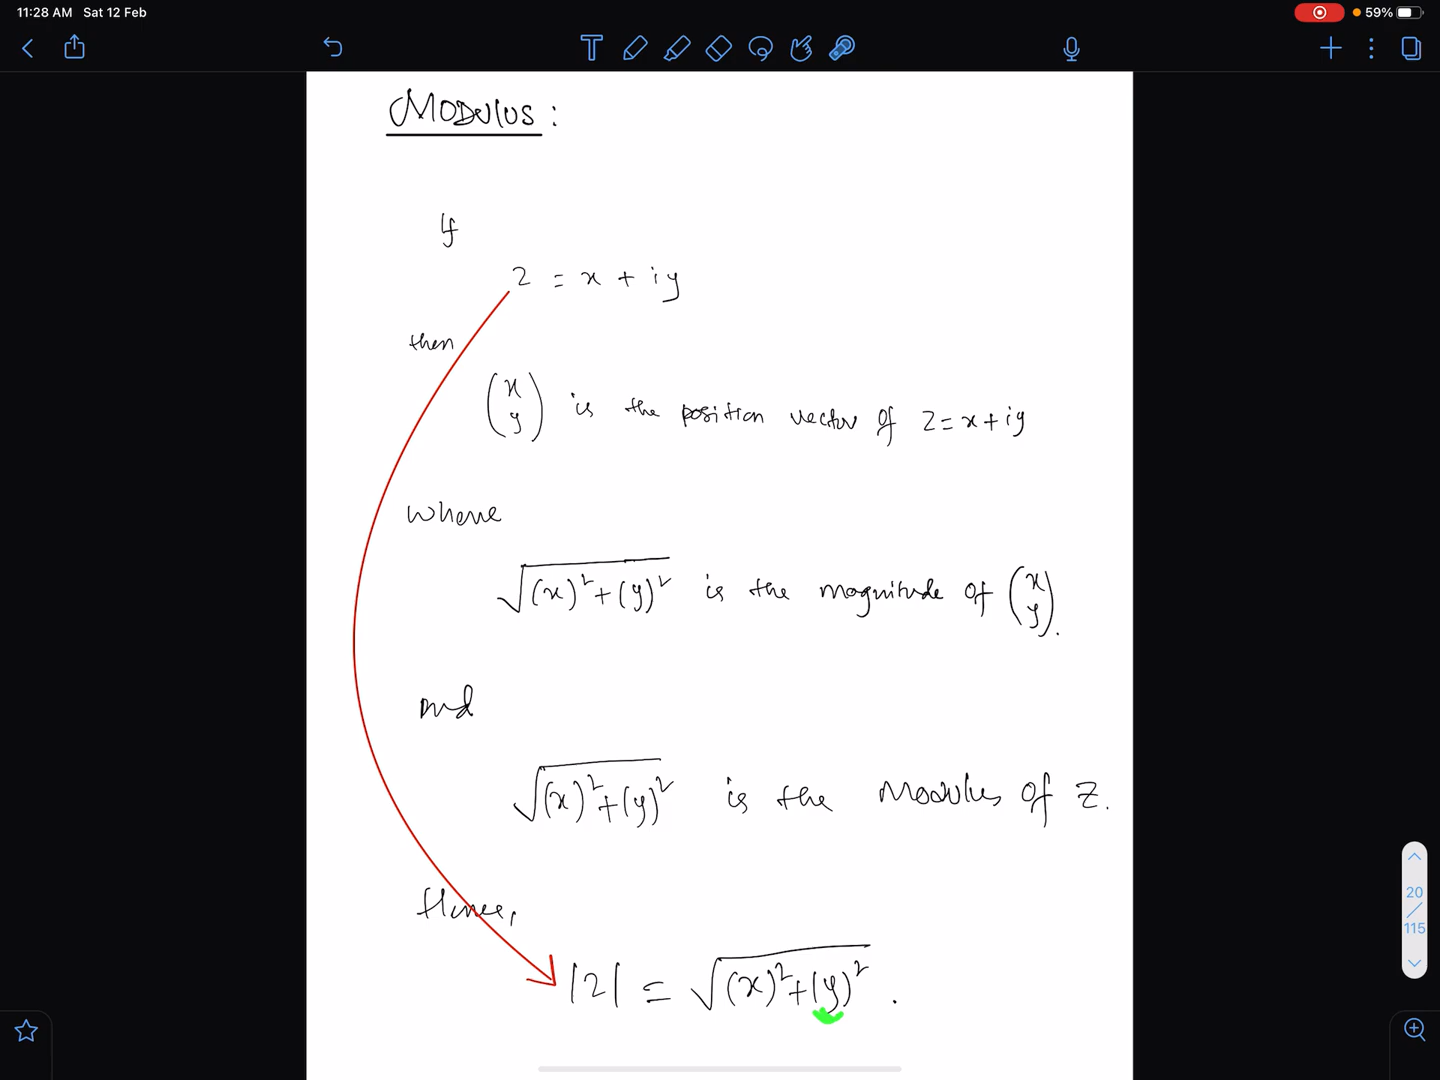 11:28 AM Sat 12 Feb
59%
MODULUS :
If
z = x + iy
then
(x y) is the position vector of z = x + iy
where
√(x)² + (y)² is the magnitude of (x y).
and
√(x)² + (y)² is the Modulus of z.
Hence,
|z| = √(x)² + (y)² .
20
/
115